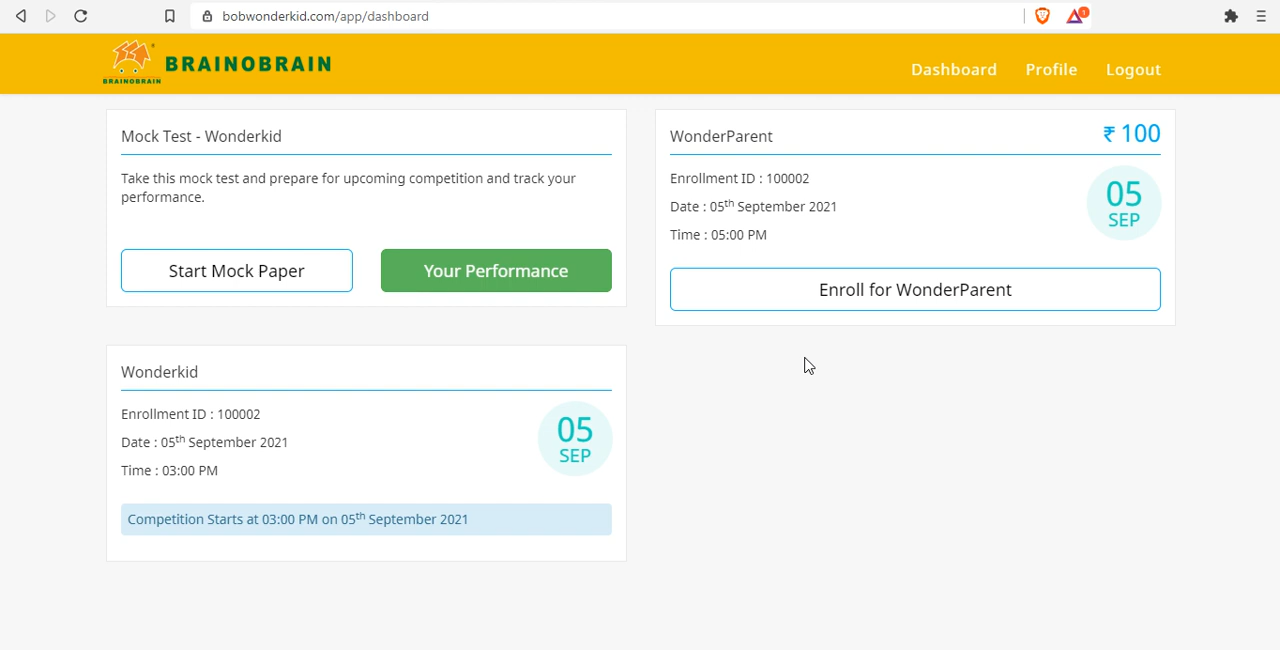 bobwonderkid.com/app/dashboard
1
BRAINOBRAIN
BRAINOBRAIN
Dashboard Profile Logout
Mock Test - Wonderkid
Take this mock test and prepare for upcoming competition and track your
performance.
Start Mock Paper
Your Performance
WonderParent
₹ 100
Enrollment ID : 100002
Date : 05th September 2021
Time : 05:00 PM
05
SEP
Enroll for WonderParent
Wonderkid
Enrollment ID : 100002
Date : 05th September 2021
Time : 03:00 PM
05
SEP
Competition Starts at 03:00 PM on 05th September 2021